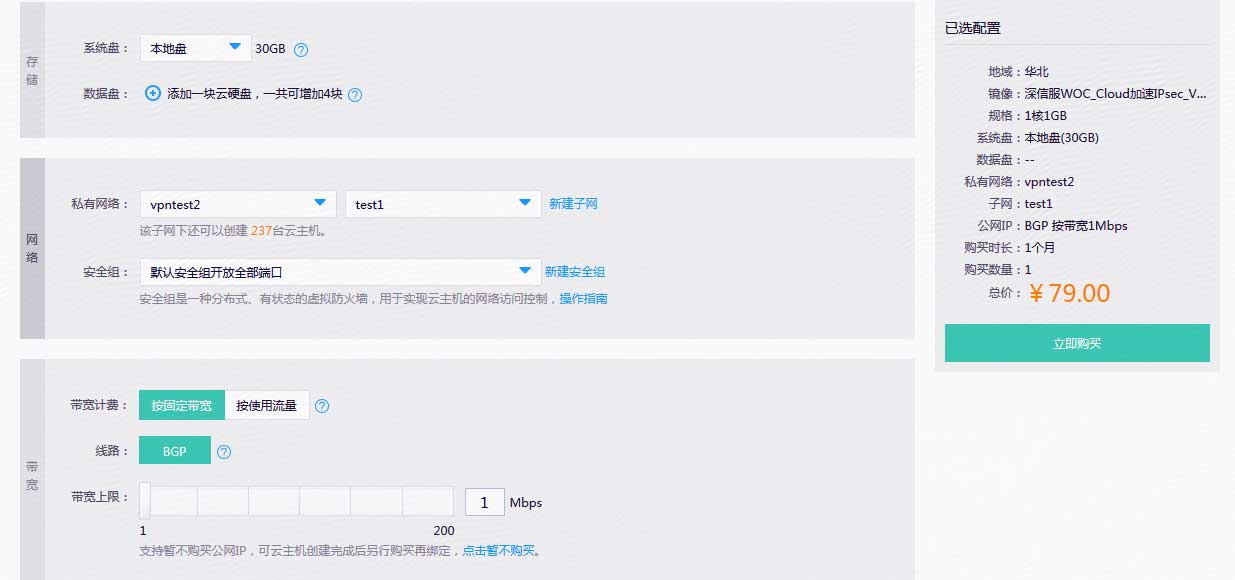 存储
系统盘： 本地盘 30GB ?
数据盘： 添加一块云硬盘，一共可增加4块 ?
网络
私有网络： vpntest2 test1 新建子网
该子网下还可以创建 237台云主机。
安全组： 默认安全组开放全部端口 新建安全组
安全组是一种分布式、有状态的虚拟防火墙，用于实现云主机的网络访问控制，操作指南
带宽
带宽计费： 按固定带宽 按使用流量 ?
线路： BGP ?
带宽上限： 1 Mbps
1 200
支持暂不购买公网IP，可云主机创建完成后另行购买再绑定，点击暂不购买。
已选配置
地域：华北
镜像：深信服WOC_Cloud加速IPsec_V...
规格：1核1GB
系统盘：本地盘(30GB)
数据盘：--
私有网络：vpntest2
子网：test1
公网IP：BGP 按带宽1Mbps
购买时长：1个月
购买数量：1
总价：¥ 79.00
立即购买